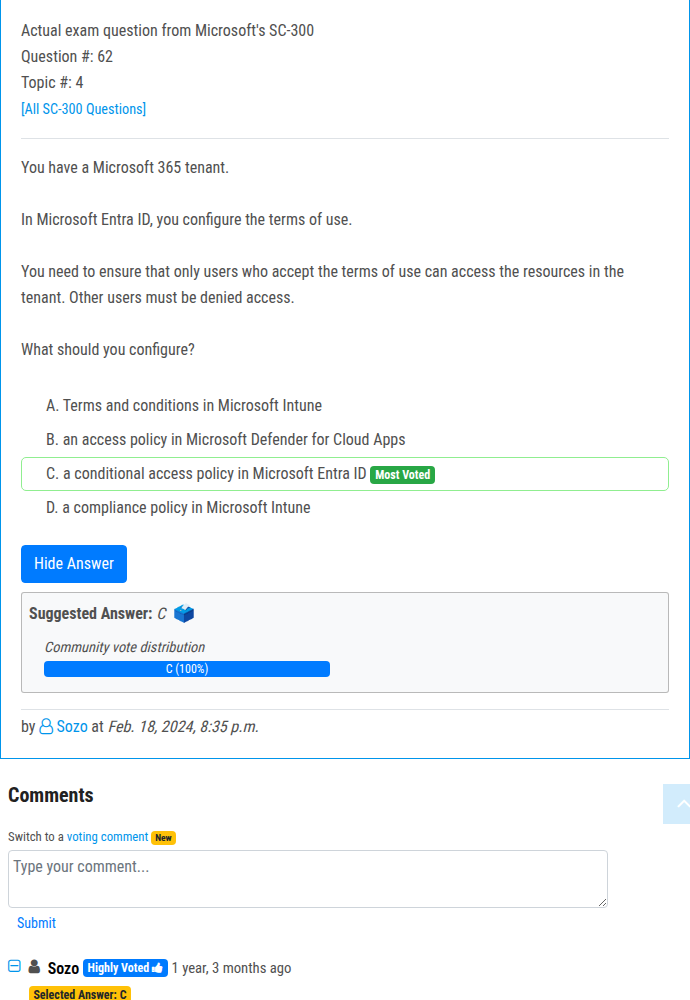 Actual exam question from Microsoft's SC-300
Question #: 62
Topic #: 4
[All SC-300 Questions]
You have a Microsoft 365 tenant.
In Microsoft Entra ID, you configure the terms of use.
You need to ensure that only users who accept the terms of use can access the resources in the
tenant. Other users must be denied access.
What should you configure?
A. Terms and conditions in Microsoft Intune
B. an access policy in Microsoft Defender for Cloud Apps
C. a conditional access policy in Microsoft Entra ID Most Voted
D. a compliance policy in Microsoft Intune
Hide Answer
Suggested Answer: C
Community vote distribution
C (100%)
by Sozo at Feb. 18, 2024, 8:35 p.m.
Comments
Switch to a voting comment New
Type your comment...
Submit
Sozo Highly Voted 1 year, 3 months ago
Selected Answer: C